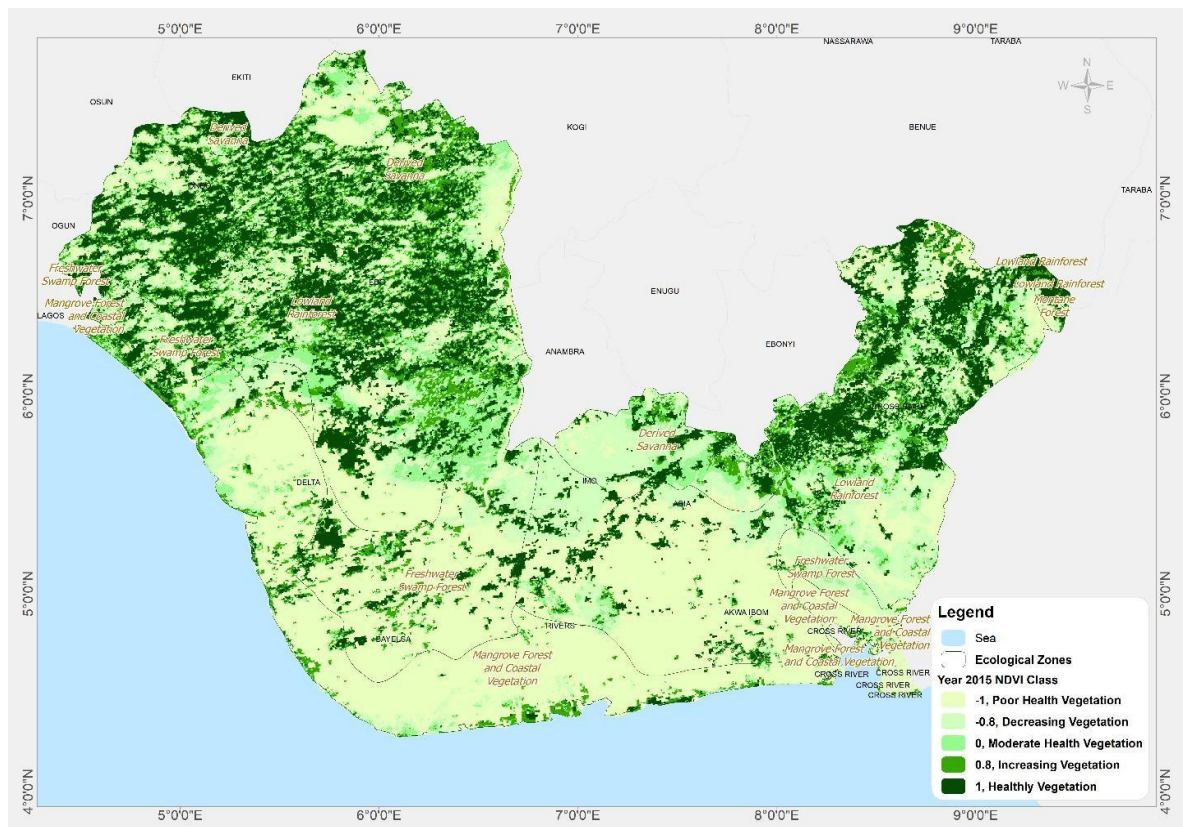 5°0'0"E 6°0'0"E 7°0'0"E 8°0'0"E 9°0'0"E
NASSARAWA TARABA
N
W E
S
EKITI
OSUN
KOGI
BENUE
Derived
Savanna
Derived
Savanna
TARABA
7°0'0"N
7°0'0"N
OGUN
Freshwater
Swamp Forest
Lowland Rainforest
Lowland Rainforest
Montane
Forest
ENUGU
Mangrove Forest
and Coastal
Vegetation
LAGOS
Lowland
Rainforest
Freshwater
Swamp Forest
EBONYI
ANAMBRA
6°0'0"N
6°0'0"N
CROSS RIVER
Derived
Savanna
DELTA
IMO
ABIA
Lowland
Rainforest
Freshwater
Swamp Forest
Freshwater
Swamp Forest
5°0'0"N
5°0'0"N
Mangrove Forest
and Coastal
Vegetation
AKWA IBOM
RIVERS
CROSS RIVER
Mangrove Forest
and Coastal
Vegetation
BAYELSA
Mangrove Forest
and Coastal Vegetation
Mangrove Forest
and Coastal
Vegetation
CROSS RIVER
CROSS RIVER
CROSS RIVER
CROSS RIVER
Legend
Sea
Ecological Zones
Year 2015 NDVI Class
-1, Poor Health Vegetation
-0.8, Decreasing Vegetation
0, Moderate Health Vegetation
0.8, Increasing Vegetation
1, Healthly Vegetation
4°0'0"N
4°0'0"N
5°0'0"E 6°0'0"E 7°0'0"E 8°0'0"E 9°0'0"E